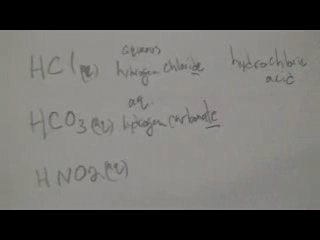 aqueous
HCl(aq) hydrogen chloride hydrochloric acid
aq.
HCO3(aq) hydrogen carbonate
HNO2(aq)